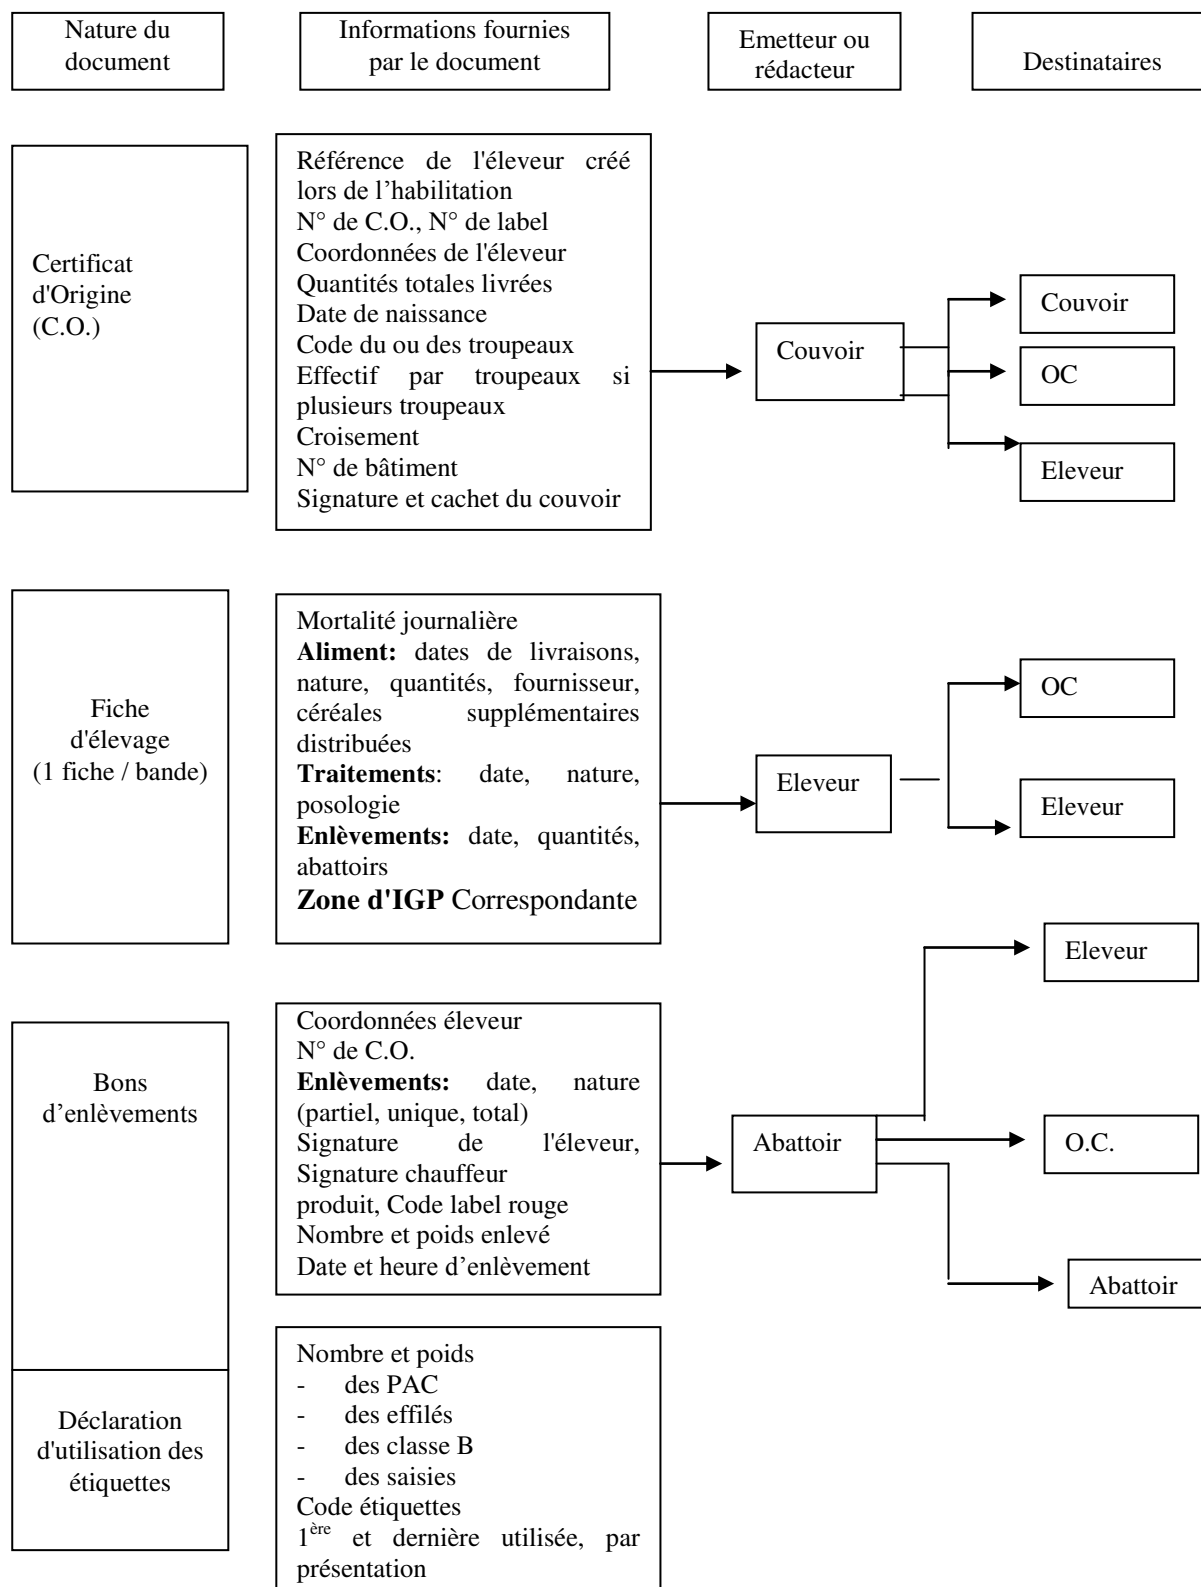 Nature du
document
Informations fournies
par le document
Emetteur ou
rédacteur
Destinataires
Certificat
d'Origine
(C.O.)
Référence de l'éleveur créé
lors de l’habilitation
N° de C.O., N° de label
Coordonnées de l'éleveur
Quantités totales livrées
Date de naissance
Code du ou des troupeaux
Effectif par troupeaux si
plusieurs troupeaux
Croisement
N° de bâtiment
Signature et cachet du couvoir
Couvoir
Couvoir
OC
Eleveur
Fiche
d'élevage
(1 fiche / bande)
Mortalité journalière
Aliment: dates de livraisons,
nature, quantités, fournisseur,
céréales supplémentaires
distribuées
Traitements: date, nature,
posologie
Enlèvements: date, quantités,
abattoirs
Zone d'IGP Correspondante
Eleveur
OC
Eleveur
Bons
d’enlèvements
Coordonnées éleveur
N° de C.O.
Enlèvements: date, nature
(partiel, unique, total)
Signature de l'éleveur,
Signature chauffeur
produit, Code label rouge
Nombre et poids enlevé
Date et heure d’enlèvement
Abattoir
Eleveur
O.C.
Abattoir
Déclaration
d'utilisation des
étiquettes
Nombre et poids
- des PAC
- des effilés
- des classe B
- des saisies
Code étiquettes
1ère et dernière utilisée, par
présentation